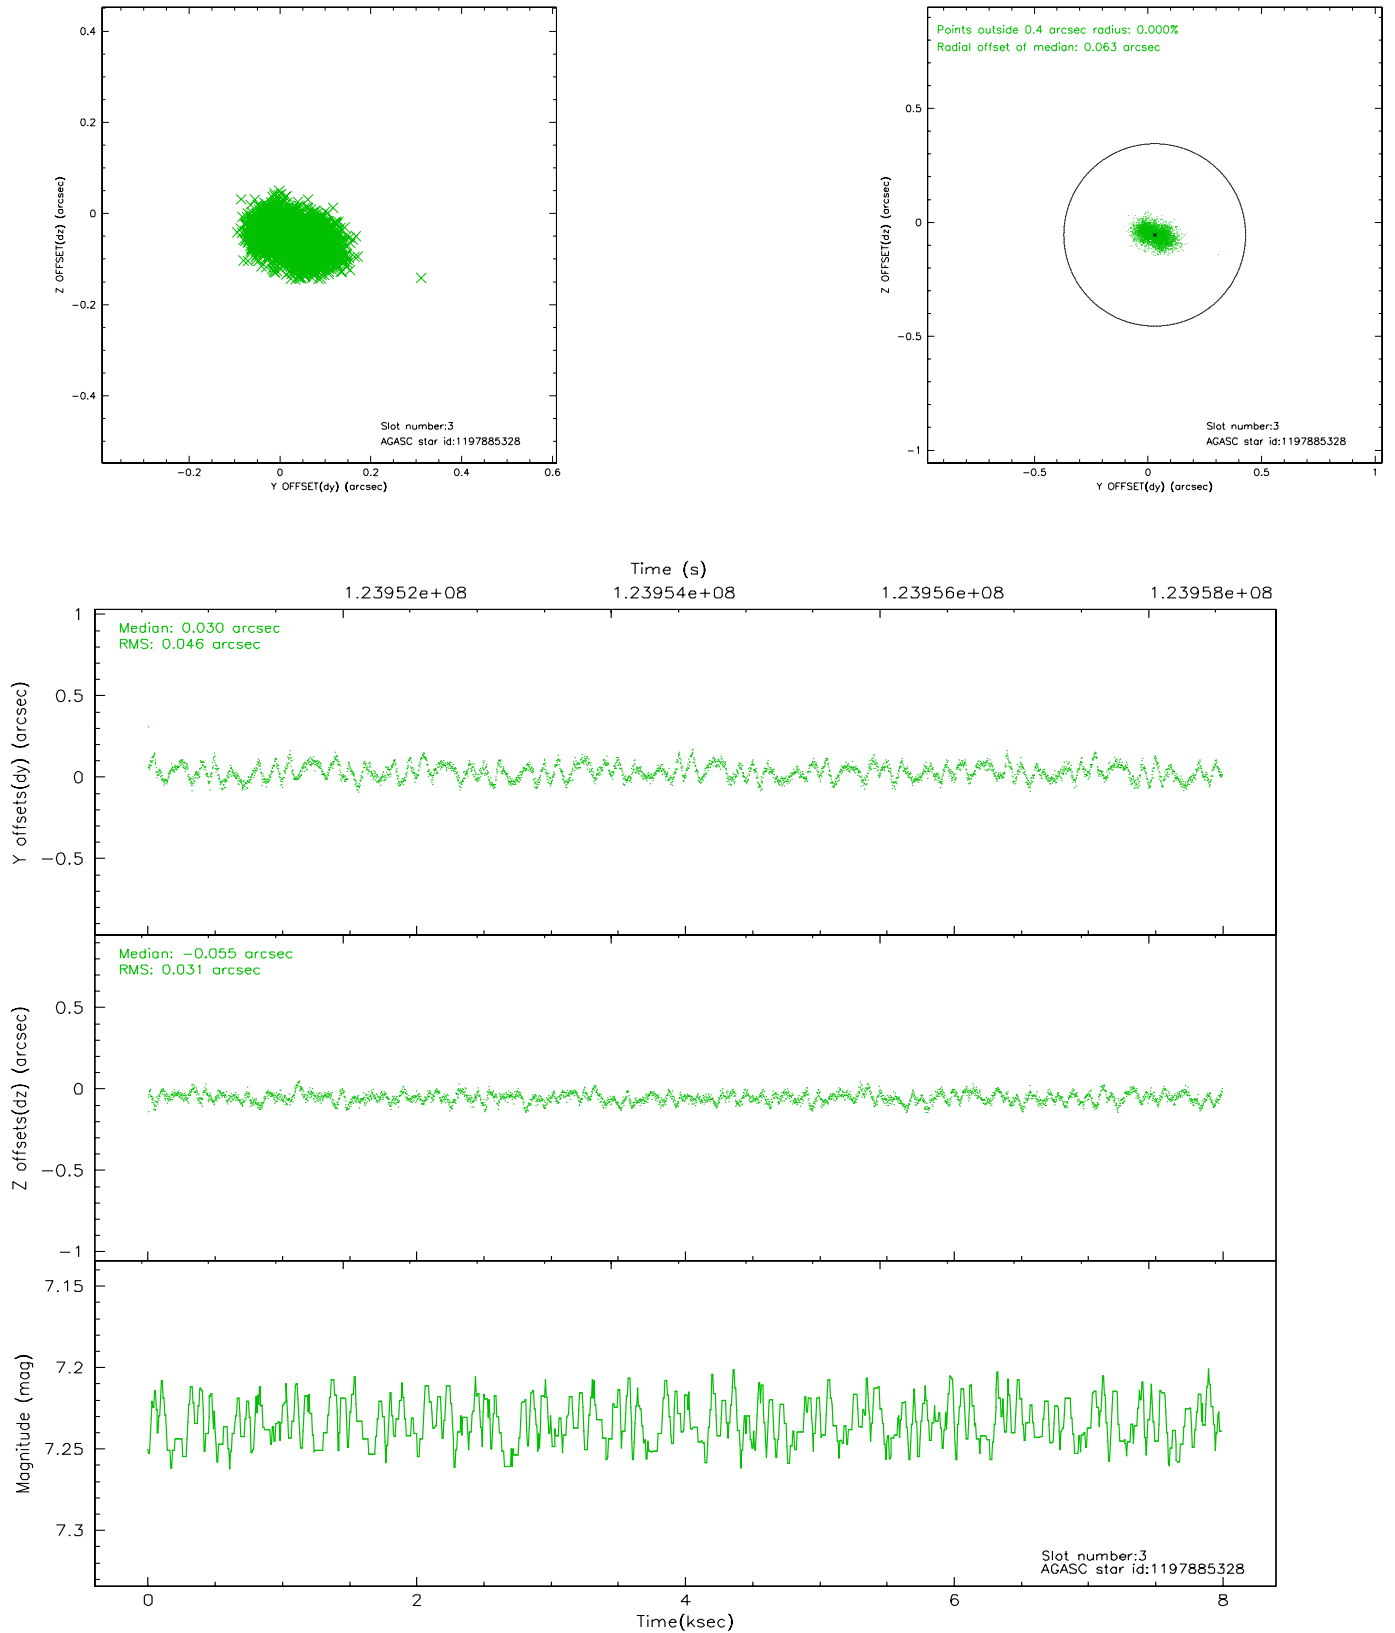 0.4
0.2
0
−0.2
−0.4
Z OFFSET(dz) (arcsec)
Slot number:3
AGASC star id:1197885328
−0.2 0 0.2 0.4 0.6
Y OFFSET(dy) (arcsec)
Points outside 0.4 arcsec radius: 0.000%
Radial offset of median: 0.063 arcsec
0.5
0
−0.5
−1
Z OFFSET(dz) (arcsec)
Slot number:3
AGASC star id:1197885328
−0.5 0 0.5 1
Y OFFSET(dy) (arcsec)
Time (s)
1.23952e+08 1.23954e+08 1.23956e+08 1.23958e+08
Median: 0.030 arcsec
RMS: 0.046 arcsec
1
0.5
0
−0.5
Y offsets(dy) (arcsec)
Median: −0.055 arcsec
RMS: 0.031 arcsec
0.5
0
−0.5
−1
Z offsets(dz) (arcsec)
7.15
7.2
7.25
7.3
Magnitude (mag)
Slot number:3
AGASC star id:1197885328
0 2 4 6 8
Time(ksec)